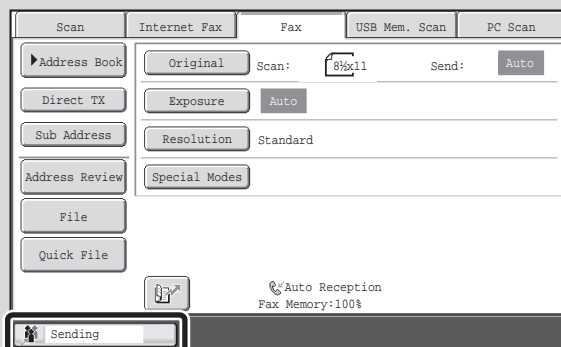 Scan Internet Fax Fax USB Mem. Scan PC Scan
Address Book Original Scan: 8½x11 Send: Auto
Direct TX Exposure Auto
Sub Address Resolution Standard
Address Review Special Modes
File
Quick File
Auto Reception
Fax Memory:100%
Sending